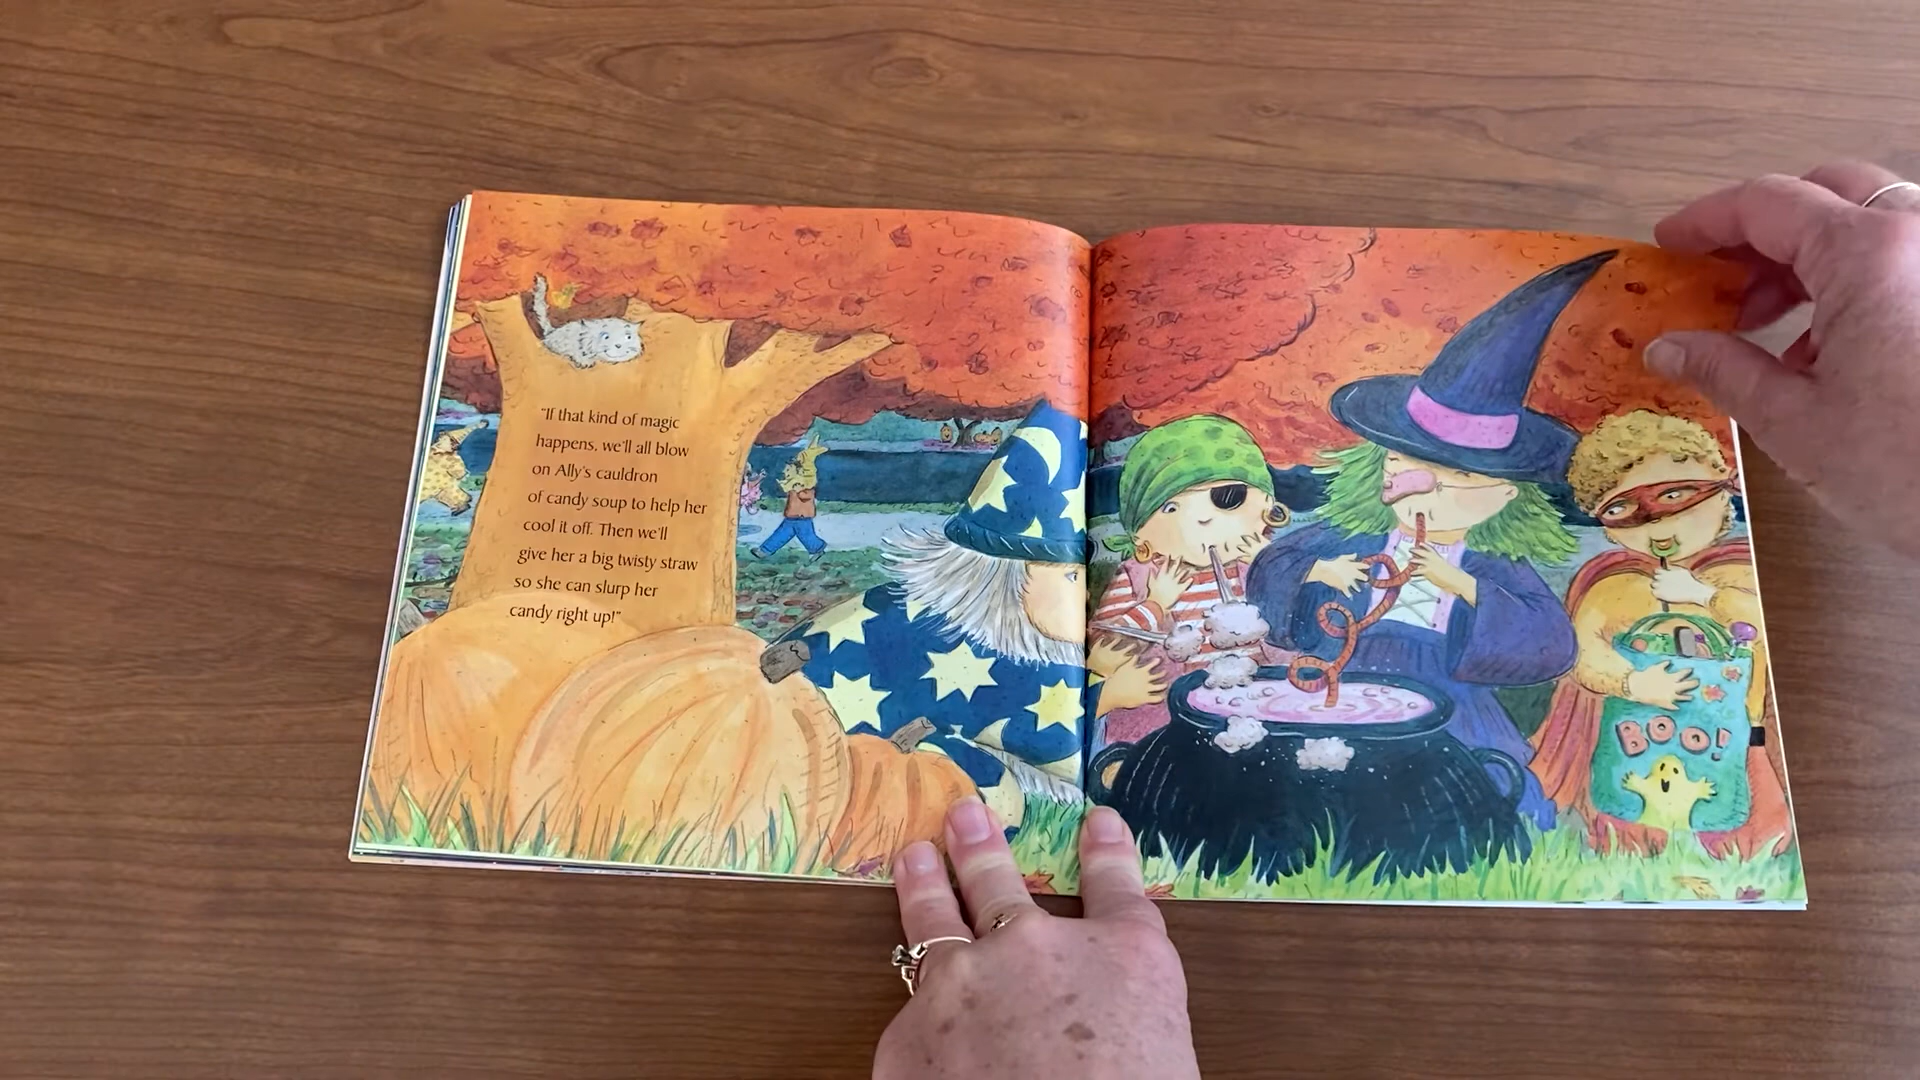 "If that kind of magic
happens, we'll all blow
on Ally's cauldron
of candy soup to help her
cool it off. Then we'll
give her a big twisty straw
so she can slurp her
candy right up!"
BOO!